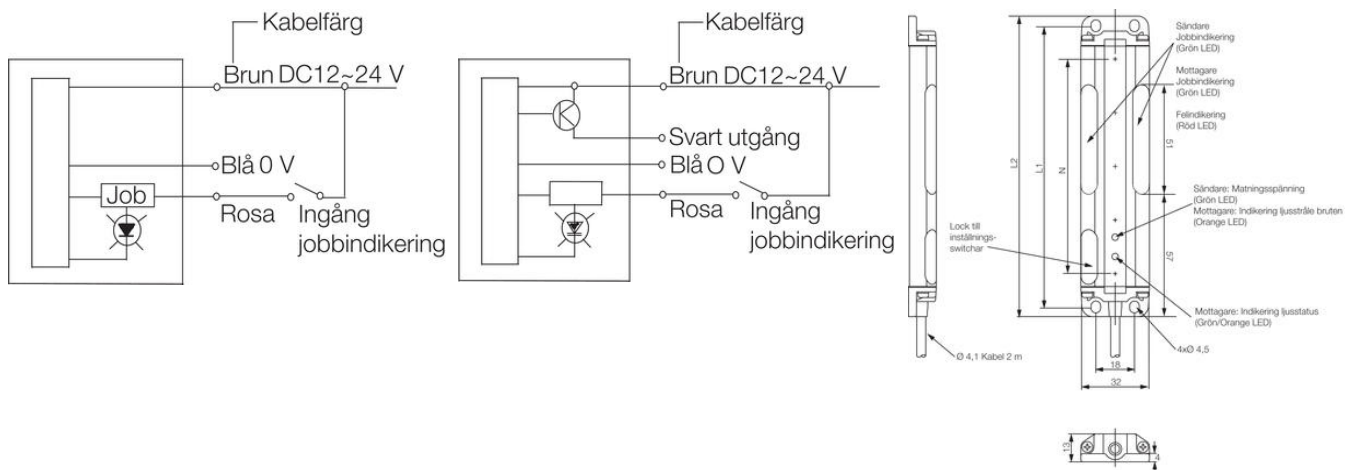 Kabelfärg
Brun DC12~24 V
Blå 0 V
Job
Rosa
Ingång
jobbindikering
Kabelfärg
Brun DC12~24 V
Svart utgång
Blå O V
Rosa
Ingång
jobbindikering
L2
L1
N
Lock till
inställnings-
switchar
Ø 4,1 Kabel 2 m
Sändare
Jobbindikering
(Grön LED)
Mottagare
Jobbindikering
(Grön LED)
Felindikering
(Röd LED)
51
Sändare: Matningsspänning
(Grön LED)
Mottagare: Indikering ljusstråle bruten
(Orange LED)
57
Mottagare: Indikering ljusstatus
(Grön/Orange LED)
4xØ 4,5
18
32
13
4